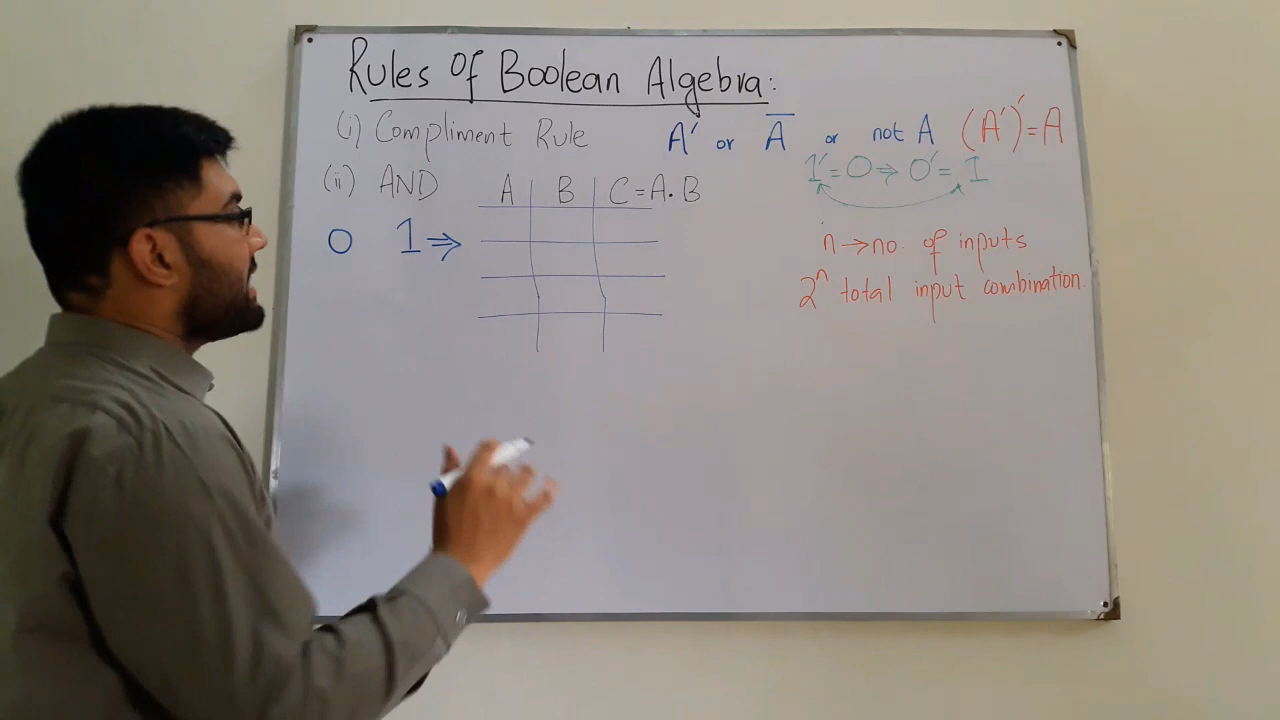 Rules Of Boolean Algebra:
(i) Compliment Rule A' or A̅ or not A (A')' = A
1' = 0 ⇒ 0' = 1
(ii) AND A B C = A . B
0 1 ⇒
n → no. of inputs
2ⁿ total input combination.